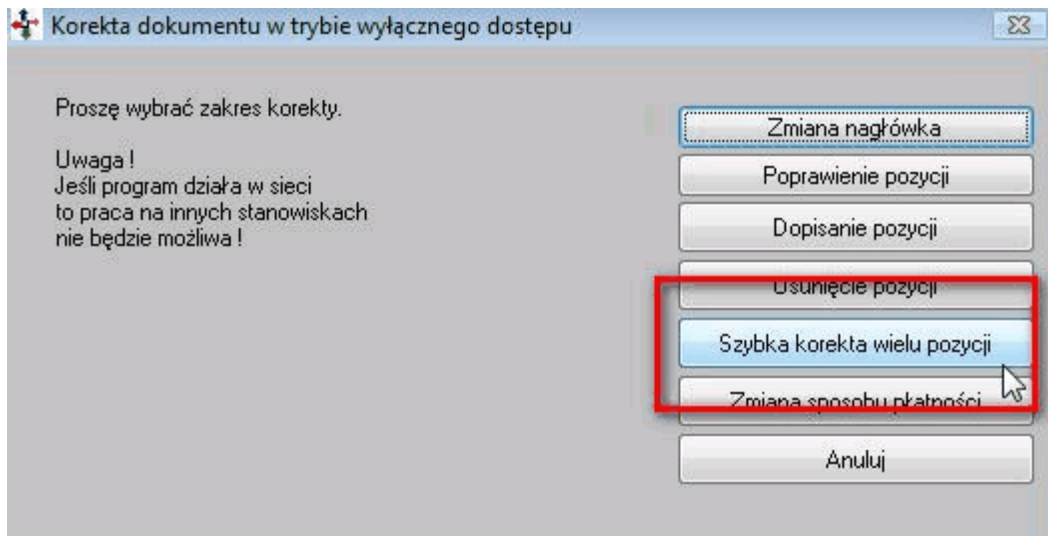 Korekta dokumentu w trybie wyłącznego dostępu
Proszę wybrać zakres korekty.
Uwaga !
Jeśli program działa w sieci
to praca na innych stanowiskach
nie będzie możliwa !
Zmiana nagłówka
Poprawienie pozycji
Dopisanie pozycji
Usunięcie pozycji
Szybka korekta wielu pozycji
Zmiana sposobu płatności
Anuluj